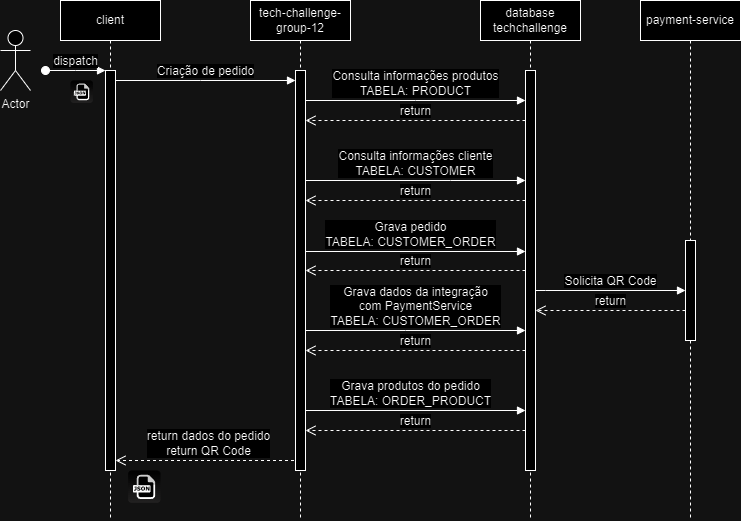 client
tech-challenge-
group-12
database
techchallenge
payment-service
Actor
dispatch
JSON
Criação de pedido
Consulta informações produtos
TABELA: PRODUCT
return
Consulta informações cliente
TABELA: CUSTOMER
return
Grava pedido
TABELA: CUSTOMER_ORDER
return
Solicita QR Code
return
Grava dados da integração
com PaymentService
TABELA: CUSTOMER_ORDER
return
Grava produtos do pedido
TABELA: ORDER_PRODUCT
return
return dados do pedido
return QR Code
JSON